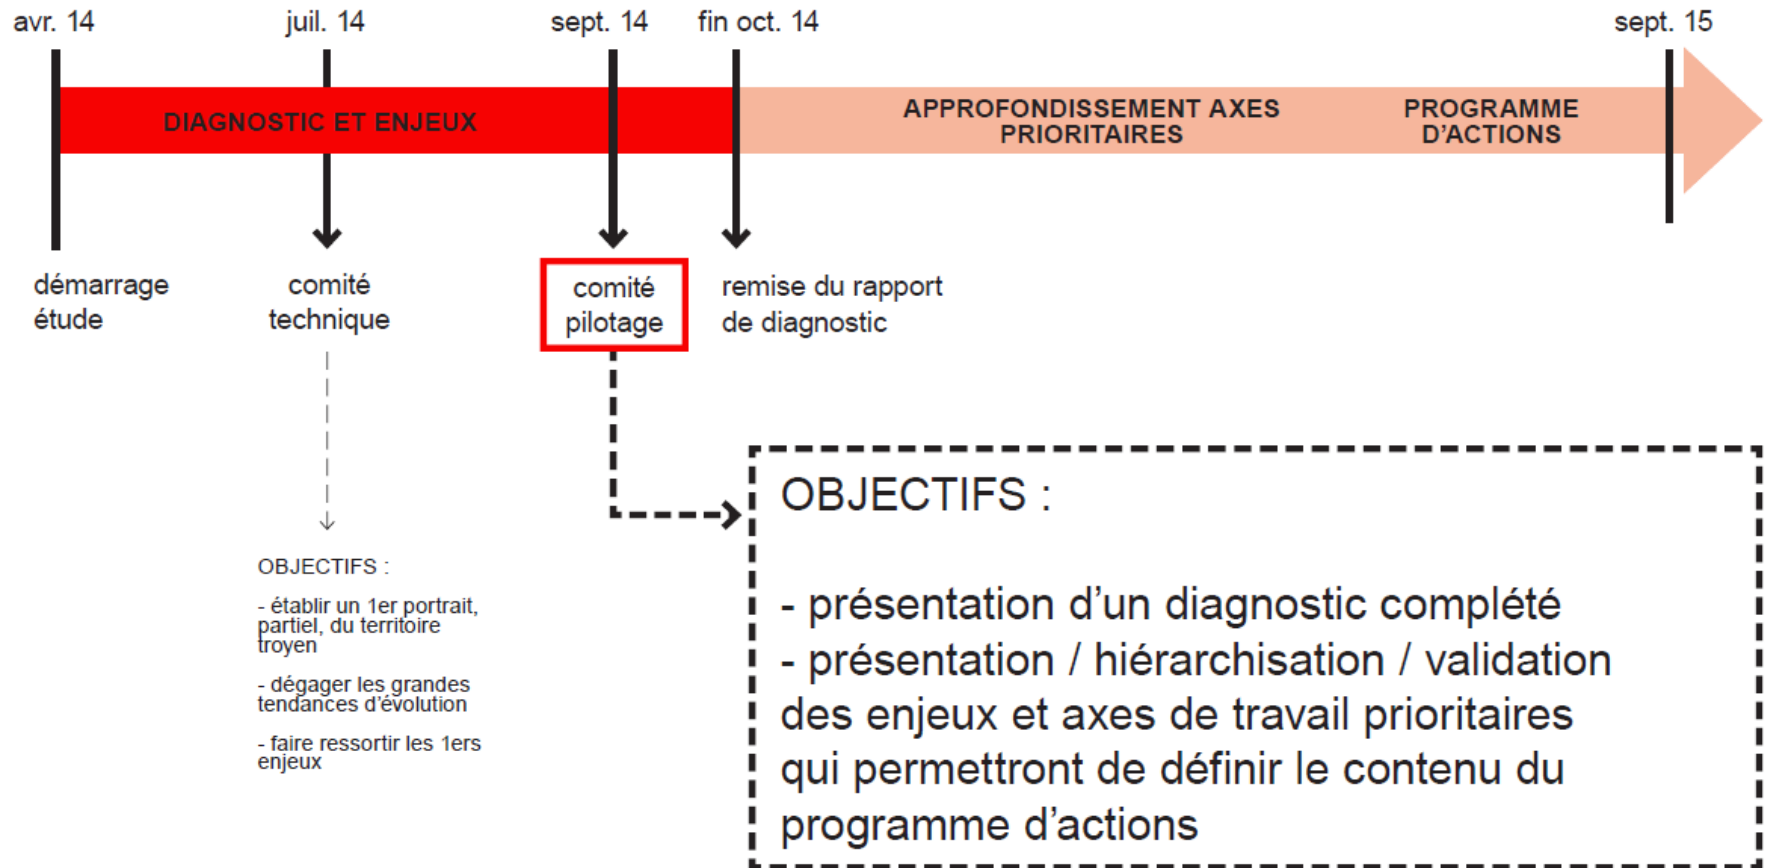 avr. 14
juil. 14
sept. 14
fin oct. 14
sept. 15
DIAGNOSTIC ET ENJEUX
APPROFONDISSEMENT AXES
PRIORITAIRES
PROGRAMME
D’ACTIONS
démarrage
étude
comité
technique
comité
pilotage
remise du rapport
de diagnostic
OBJECTIFS :
- établir un 1er portrait,
partiel, du territoire
troyen
- dégager les grandes
tendances d’évolution
- faire ressortir les 1ers
enjeux
OBJECTIFS :
- présentation d’un diagnostic complété
- présentation / hiérarchisation / validation
des enjeux et axes de travail prioritaires
qui permettront de définir le contenu du
programme d’actions